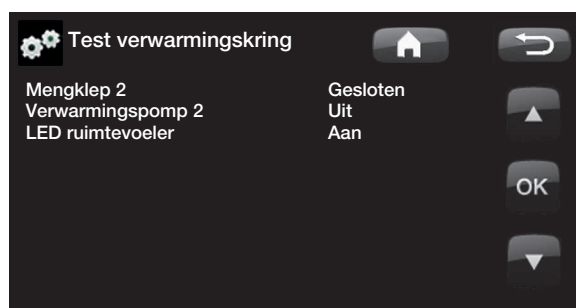 Test verwarmingskring
Mengklep 2 Gesloten
Verwarmingspomp 2 Uit
LED ruimtevoeler Aan
OK